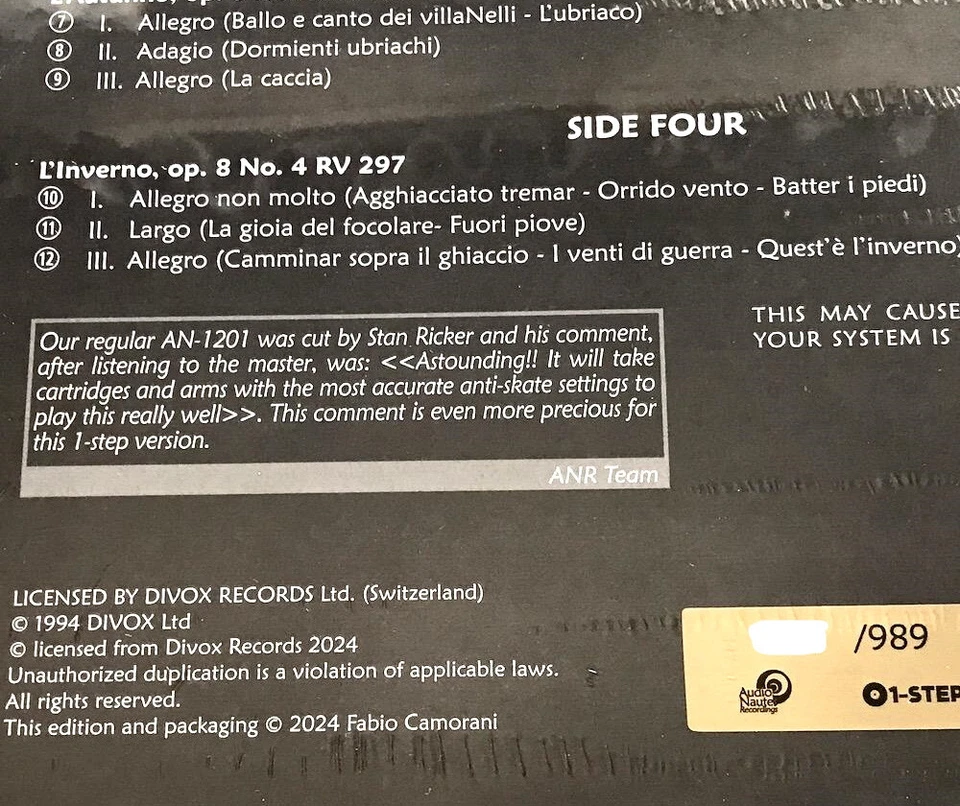 ⑦ I. Allegro (Ballo e canto dei villaNelli - L'ubriaco)
⑧ II. Adagio (Dormienti ubriachi)
⑨ III. Allegro (La caccia)
SIDE FOUR
L'Inverno, op. 8 No. 4 RV 297
⑩ I. Allegro non molto (Agghiacciato tremar - Orrido vento - Batter i piedi)
⑪ II. Largo (La gioia del focolare- Fuori piove)
⑫ III. Allegro (Camminar sopra il ghiaccio - I venti di guerra - Quest'è l'inverno)
Our regular AN-1201 was cut by Stan Ricker and his comment,
after listening to the master, was: <<Astounding!! It will take
cartridges and arms with the most accurate anti-skate settings to
play this really well>>. This comment is even more precious for
this 1-step version.
ANR Team
THIS MAY CAUSE
YOUR SYSTEM IS
LICENSED BY DIVOX RECORDS Ltd. (Switzerland)
© 1994 DIVOX Ltd
© licensed from Divox Records 2024
Unauthorized duplication is a violation of applicable laws.
All rights reserved.
This edition and packaging © 2024 Fabio Camorani
/989
Audio
Nautes
Recordings
1-STEP